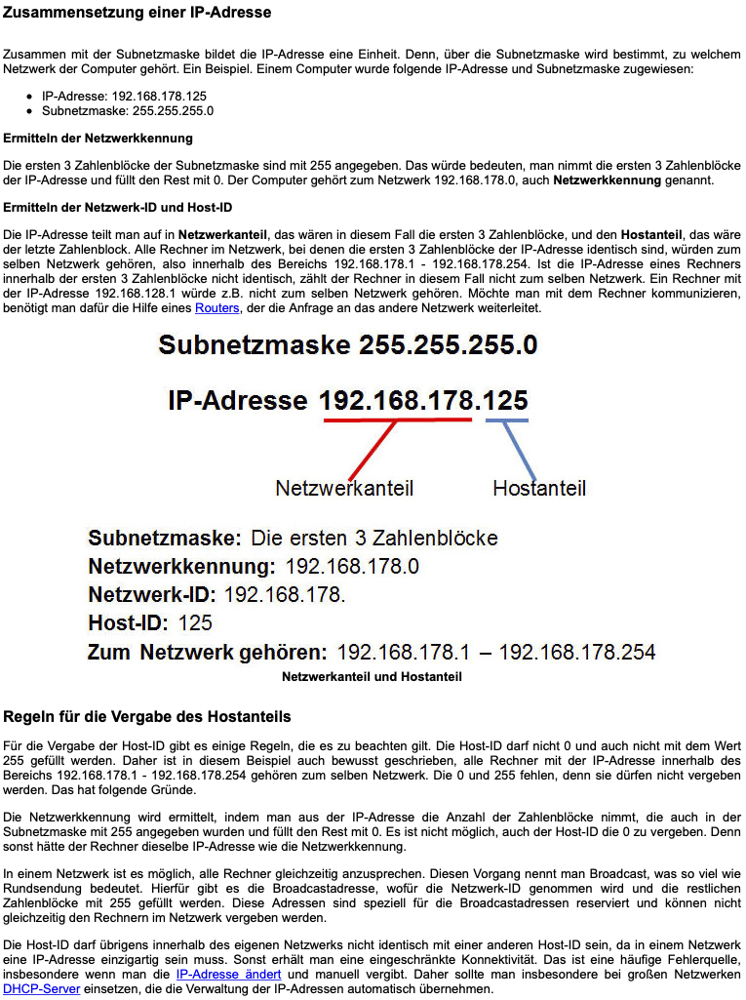 Zusammensetzung einer IP-Adresse
Zusammen mit der Subnetzmaske bildet die IP-Adresse eine Einheit. Denn, über die Subnetzmaske wird bestimmt, zu welchem
Netzwerk der Computer gehört. Ein Beispiel. Einem Computer wurde folgende IP-Adresse und Subnetzmaske zugewiesen:
• IP-Adresse: 192.168.178.125
• Subnetzmaske: 255.255.255.0
Ermitteln der Netzwerkkennung
Die ersten 3 Zahlenblöcke der Subnetzmaske sind mit 255 angegeben. Das würde bedeuten, man nimmt die ersten 3 Zahlenblöcke
der IP-Adresse und füllt den Rest mit 0. Der Computer gehört zum Netzwerk 192.168.178.0, auch Netzwerkkennung genannt.
Ermitteln der Netzwerk-ID und Host-ID
Die IP-Adresse teilt man auf in Netzwerkanteil, das wären in diesem Fall die ersten 3 Zahlenblöcke, und den Hostanteil, das wäre
der letzte Zahlenblock. Alle Rechner im Netzwerk, bei denen die ersten 3 Zahlenblöcke der IP-Adresse identisch sind, würden zum
selben Netzwerk gehören, also innerhalb des Bereichs 192.168.178.1 - 192.168.178.254. Ist die IP-Adresse eines Rechners
innerhalb der ersten 3 Zahlenblöcke nicht identisch, zählt der Rechner in diesem Fall nicht zum selben Netzwerk. Ein Rechner mit
der IP-Adresse 192.168.128.1 würde z.B. nicht zum selben Netzwerk gehören. Möchte man mit dem Rechner kommunizieren,
benötigt man dafür die Hilfe eines Routers, der die Anfrage an das andere Netzwerk weiterleitet.
Subnetzmaske 255.255.255.0
IP-Adresse 192.168.178.125
Netzwerkanteil Hostanteil
Subnetzmaske: Die ersten 3 Zahlenblöcke
Netzwerkkennung: 192.168.178.0
Netzwerk-ID: 192.168.178.
Host-ID: 125
Zum Netzwerk gehören: 192.168.178.1 – 192.168.178.254
Netzwerkanteil und Hostanteil
Regeln für die Vergabe des Hostanteils
Für die Vergabe der Host-ID gibt es einige Regeln, die es zu beachten gilt. Die Host-ID darf nicht 0 und auch nicht mit dem Wert
255 gefüllt werden. Daher ist in diesem Beispiel auch bewusst geschrieben, alle Rechner mit der IP-Adresse innerhalb des
Bereichs 192.168.178.1 - 192.168.178.254 gehören zum selben Netzwerk. Die 0 und 255 fehlen, denn sie dürfen nicht vergeben
werden. Das hat folgende Gründe.
Die Netzwerkkennung wird ermittelt, indem man aus der IP-Adresse die Anzahl der Zahlenblöcke nimmt, die auch in der
Subnetzmaske mit 255 angegeben wurden und füllt den Rest mit 0. Es ist nicht möglich, auch der Host-ID die 0 zu vergeben. Denn
sonst hätte der Rechner dieselbe IP-Adresse wie die Netzwerkkennung.
In einem Netzwerk ist es möglich, alle Rechner gleichzeitig anzusprechen. Diesen Vorgang nennt man Broadcast, was so viel wie
Rundsendung bedeutet. Hierfür gibt es die Broadcastadresse, wofür die Netzwerk-ID genommen wird und die restlichen
Zahlenblöcke mit 255 gefüllt werden. Diese Adressen sind speziell für die Broadcastadressen reserviert und können nicht
gleichzeitig den Rechnern im Netzwerk vergeben werden.
Die Host-ID darf übrigens innerhalb des eigenen Netzwerks nicht identisch mit einer anderen Host-ID sein, da in einem Netzwerk
eine IP-Adresse einzigartig sein muss. Sonst erhält man eine eingeschränkte Konnektivität. Das ist eine häufige Fehlerquelle,
insbesondere wenn man die IP-Adresse ändert und manuell vergibt. Daher sollte man insbesondere bei großen Netzwerken
DHCP-Server einsetzen, die die Verwaltung der IP-Adressen automatisch übernehmen.